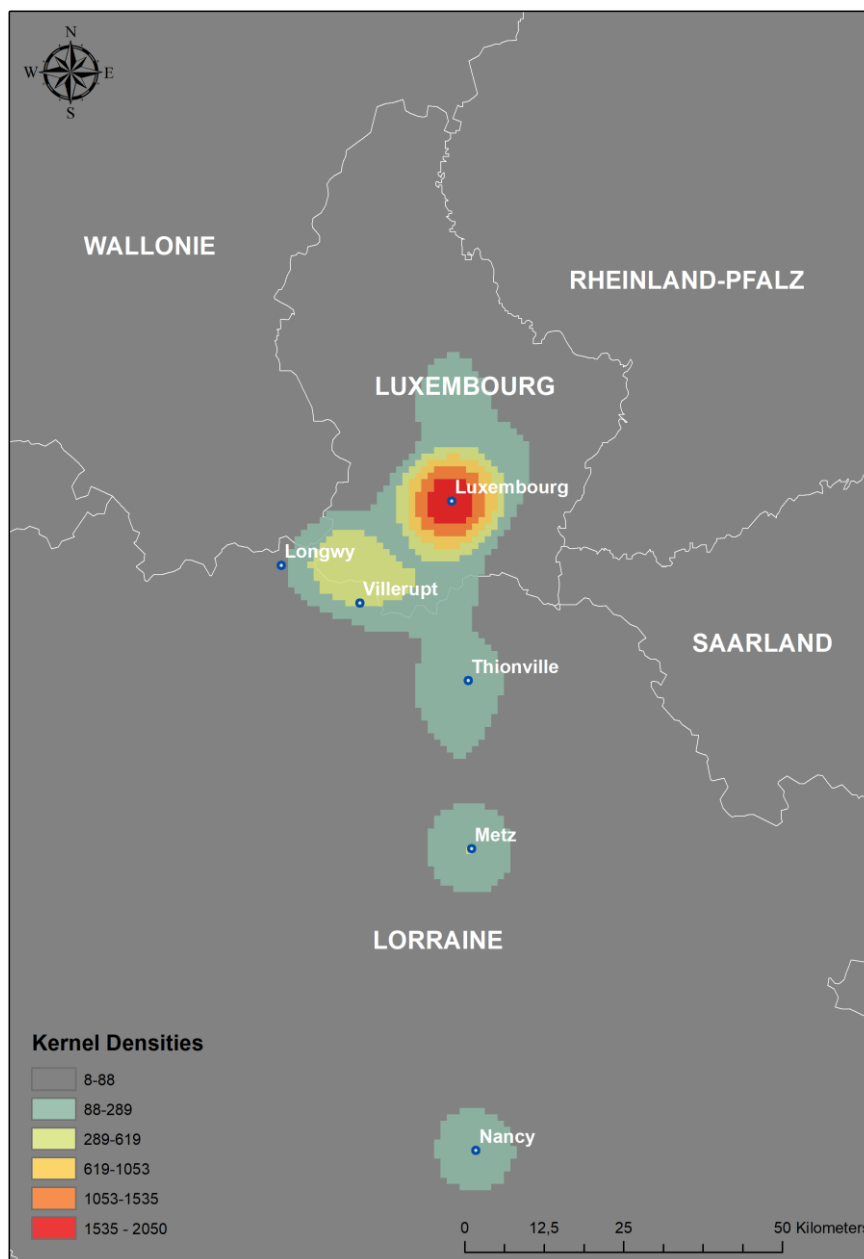 N
W E
S
WALLONIE
RHEINLAND-PFALZ
LUXEMBOURG
Luxembourg
Longwy
Villerupt
SAARLAND
Thionville
Metz
LORRAINE
Kernel Densities
8-88
88-289
289-619
619-1053
1053-1535
1535 - 2050
Nancy
0 12,5 25 50 Kilometers